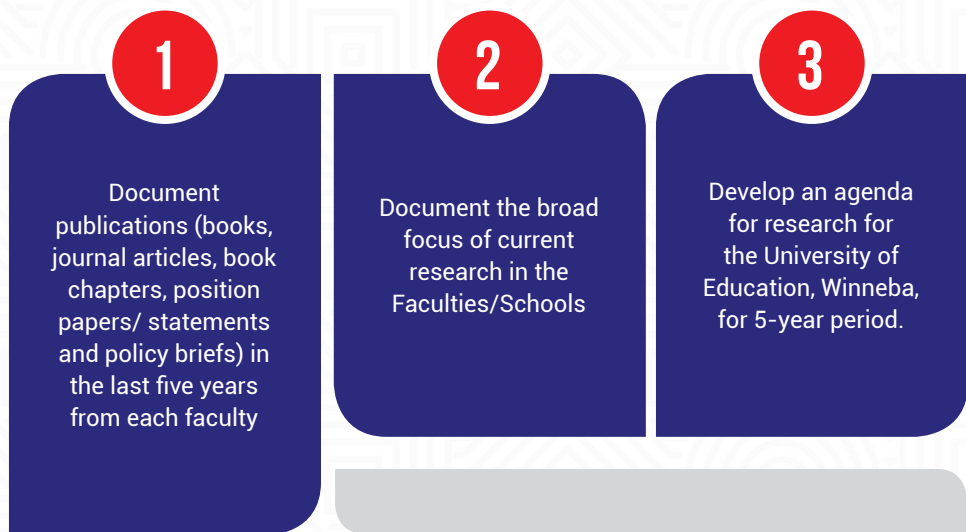 1
Document
publications (books,
journal articles, book
chapters, position
papers/ statements
and policy briefs) in
the last five years
from each faculty
2
Document the broad
focus of current
research in the
Faculties/Schools
3
Develop an agenda
for research for
the University of
Education, Winneba,
for 5-year period.